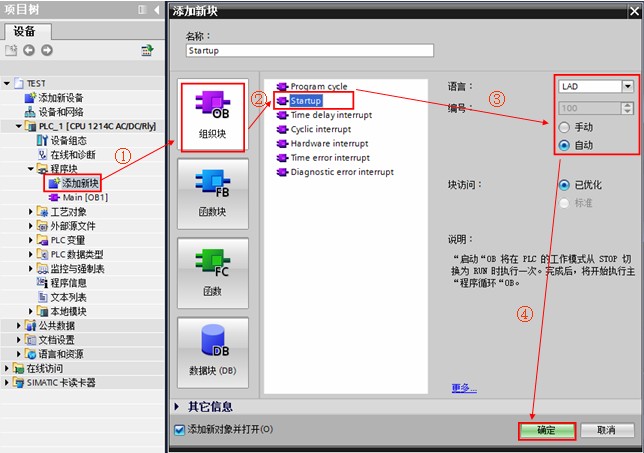 项目树
设备
TEST
添加新设备
设备和网络
PLC_1 [CPU 1214C AC/DC/Rly]
设备组态
在线和诊断
程序块
添加新块
Main [OB1]
工艺对象
外部源文件
PLC 变量
PLC 数据类型
监控与强制表
程序信息
文本列表
本地模块
公共数据
文档设置
语言和资源
在线访问
SIMATIC 卡读卡器
①
添加新块
名称:
Startup
OB
组织块
FB
函数块
FC
函数
DB
数据块 (DB)
②
Program cycle
Startup
Time delay interrupt
Cyclic interrupt
Hardware interrupt
Time error interrupt
Diagnostic error interrupt
③
语言:
LAD
编号:
100
手动
自动
块访问:
已优化
标准
说明:
“启动“OB 将在 PLC 的工作模式从 STOP 切
换为 RUN 时执行一次。完成后,将开始执行主
“程序循环“OB。
④
更多...
其它信息
添加新对象并打开(O)
确定
取消